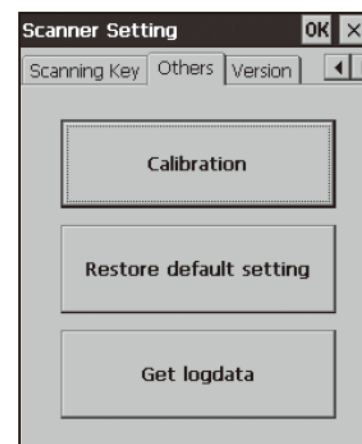 Scanner Setting OK ×
Scanning Key Others Version
Calibration
Restore default setting
Get logdata